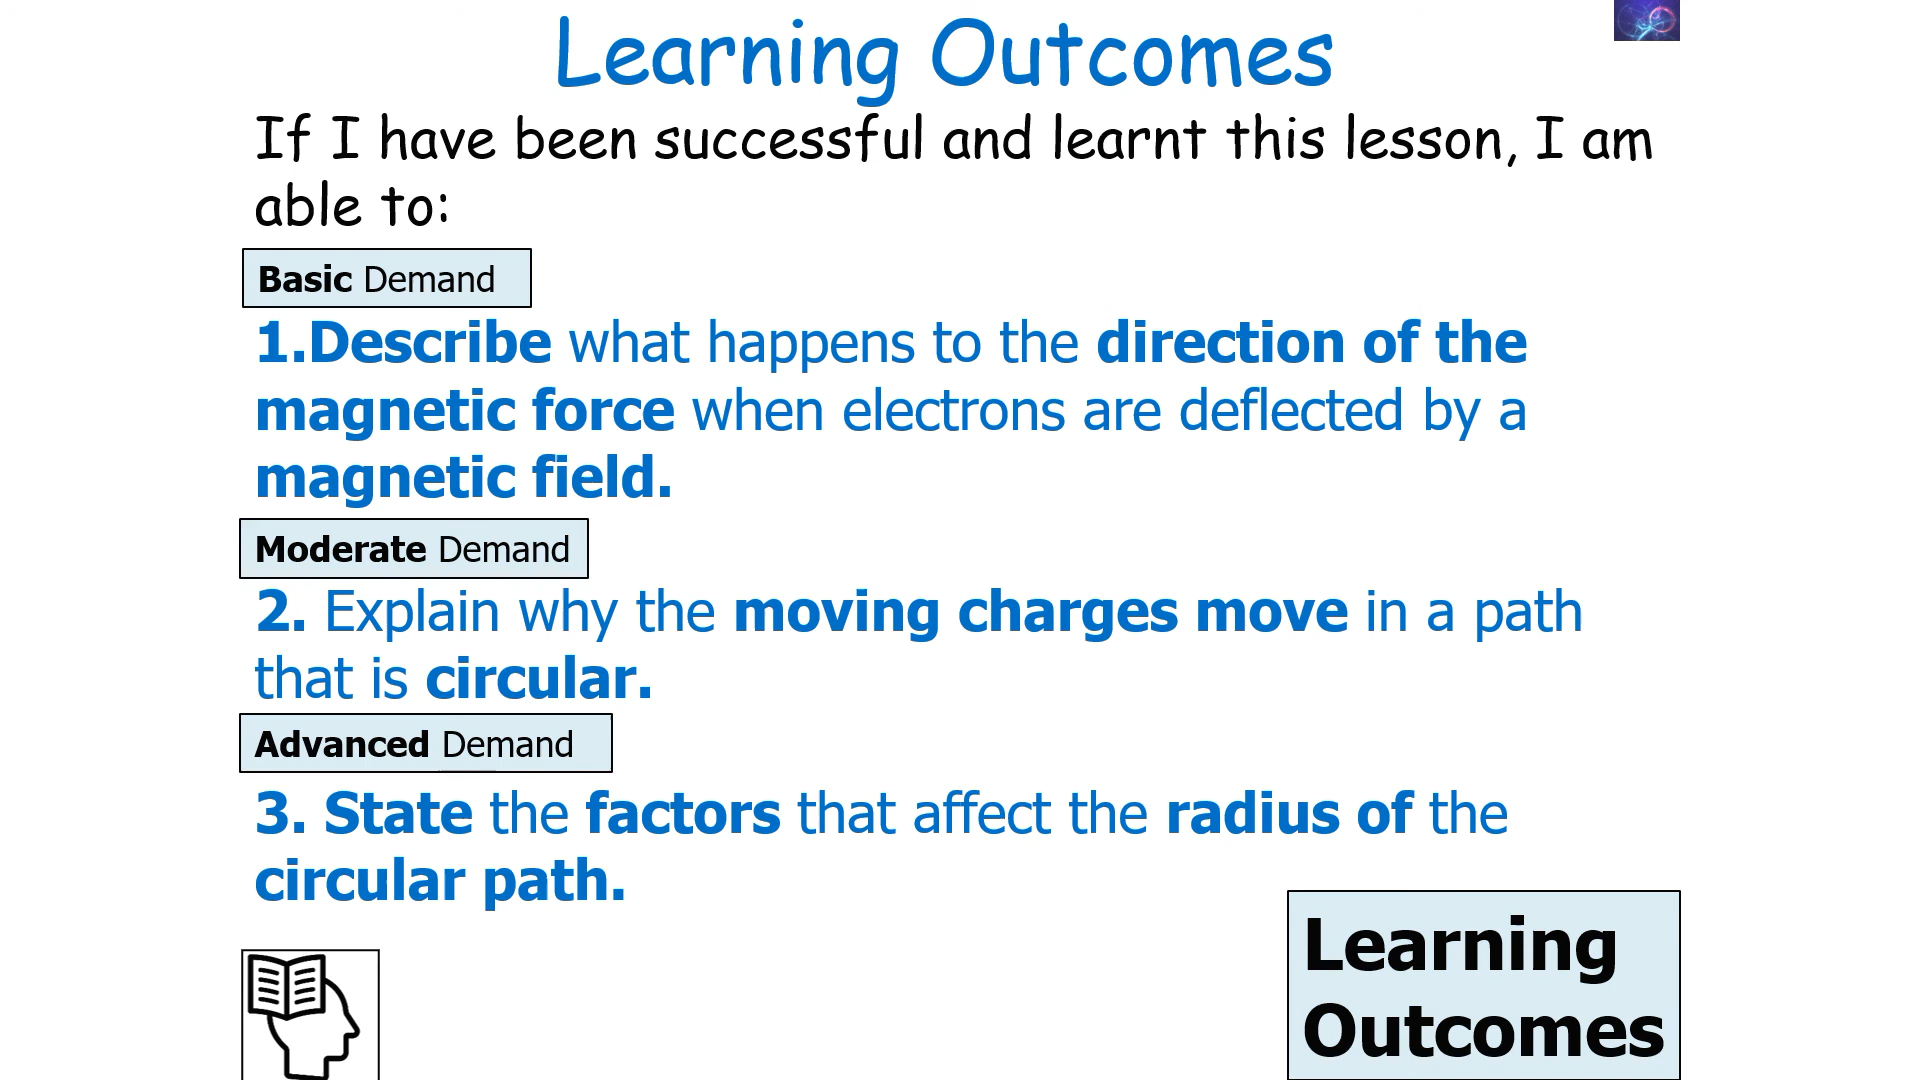 Learning Outcomes
If I have been successful and learnt this lesson, I am
able to:
Basic Demand
1.Describe what happens to the direction of the
magnetic force when electrons are deflected by a
magnetic field.
Moderate Demand
2. Explain why the moving charges move in a path
that is circular.
Advanced Demand
3. State the factors that affect the radius of the
circular path.
Learning
Outcomes